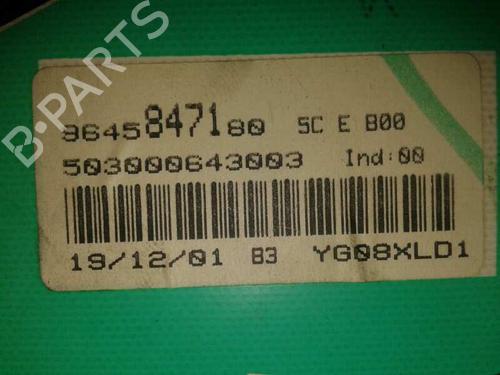 9645847180 SC E B00
503000643003 Ind:00
19/12/01 B3 YG08XLD1
B-PARTS